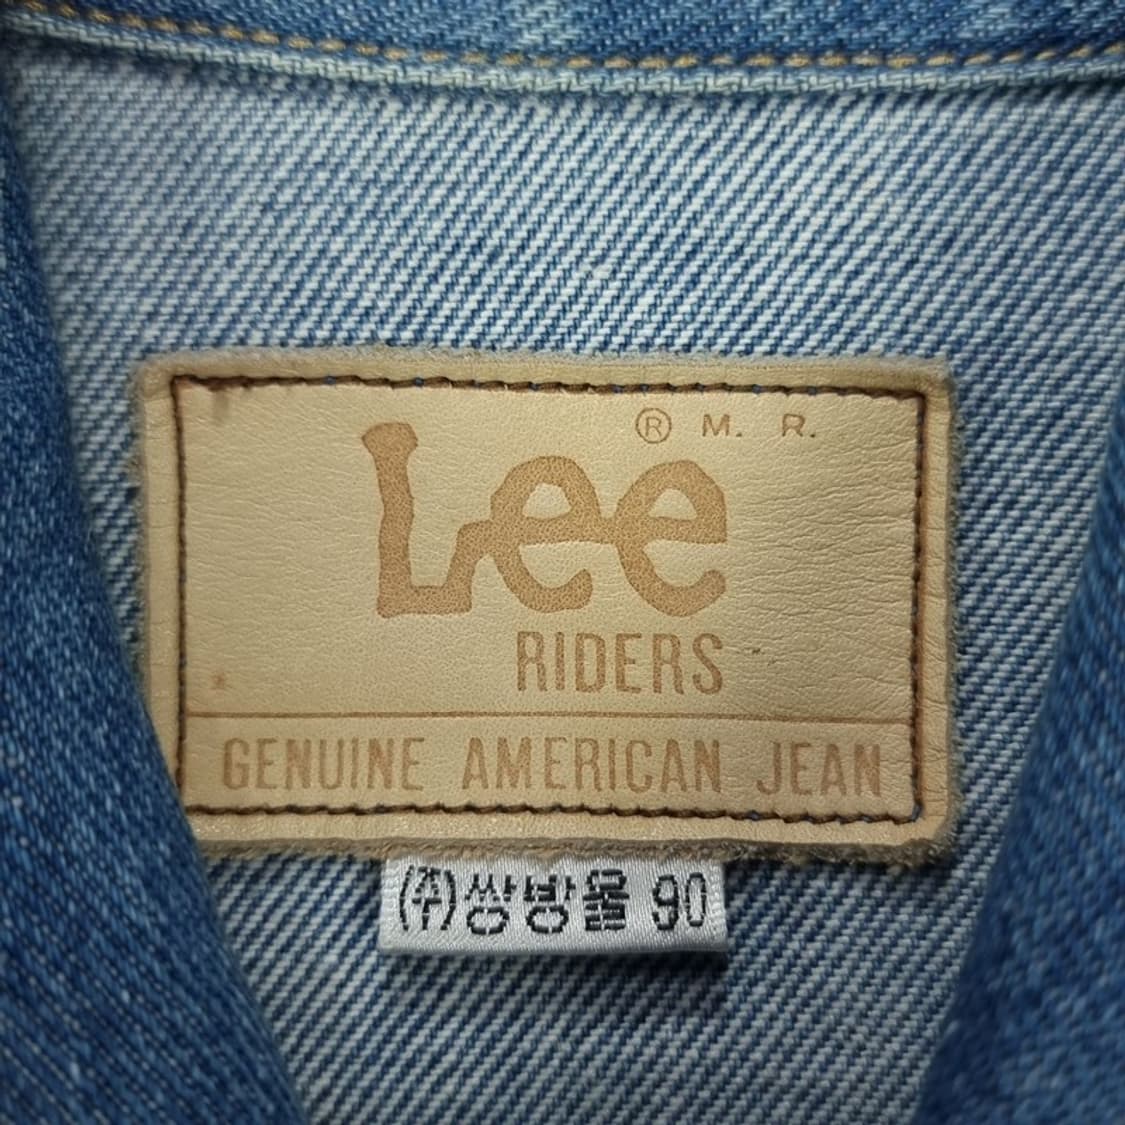 ® M. R.
Lee
RIDERS
GENUINE AMERICAN JEAN
(주)쌍방울 90